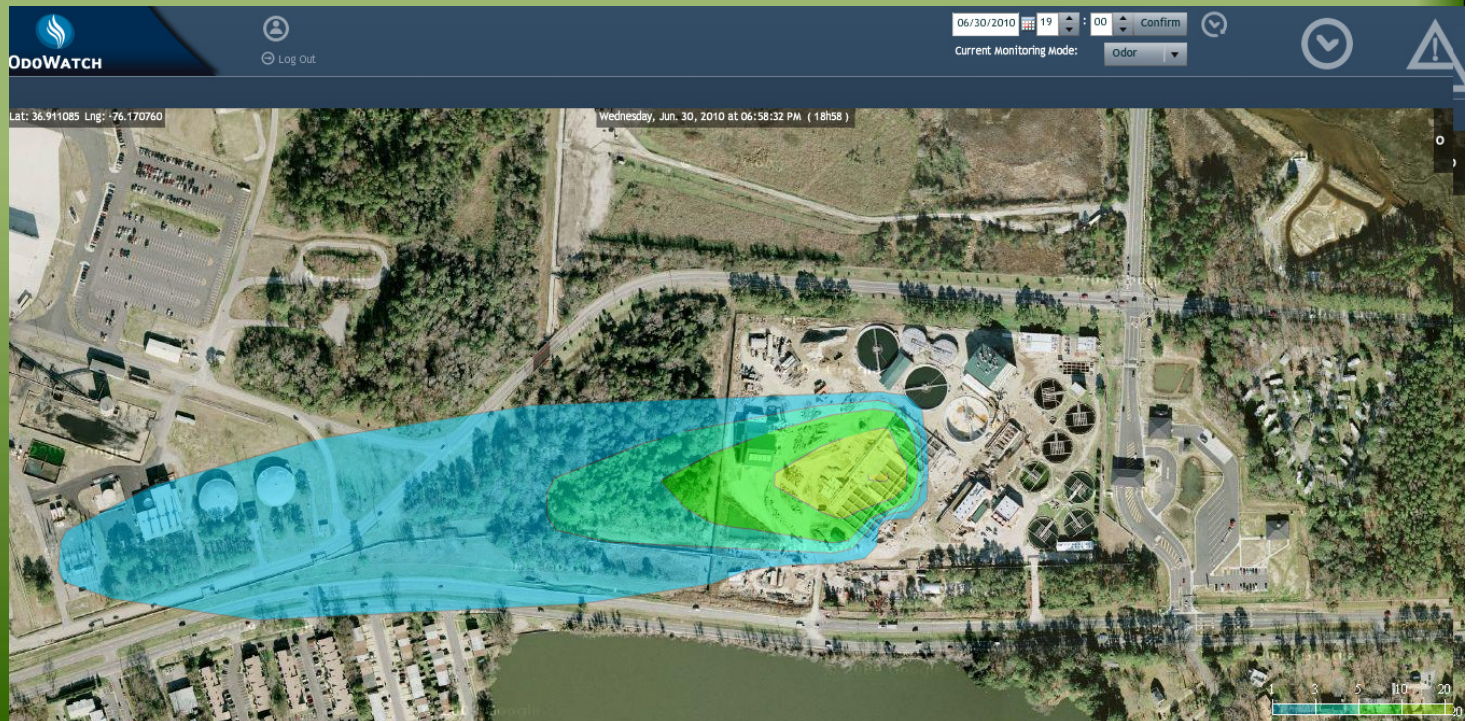 ODOWATCH
Log Out
06/30/2010 19 : 00 Confirm
Current Monitoring Mode: Odor
Lat: 36.911085 Lng: -76.170760
Wednesday, Jun. 30, 2010 at 06:58:32 PM ( 18h58 )
1 3 5 10 20